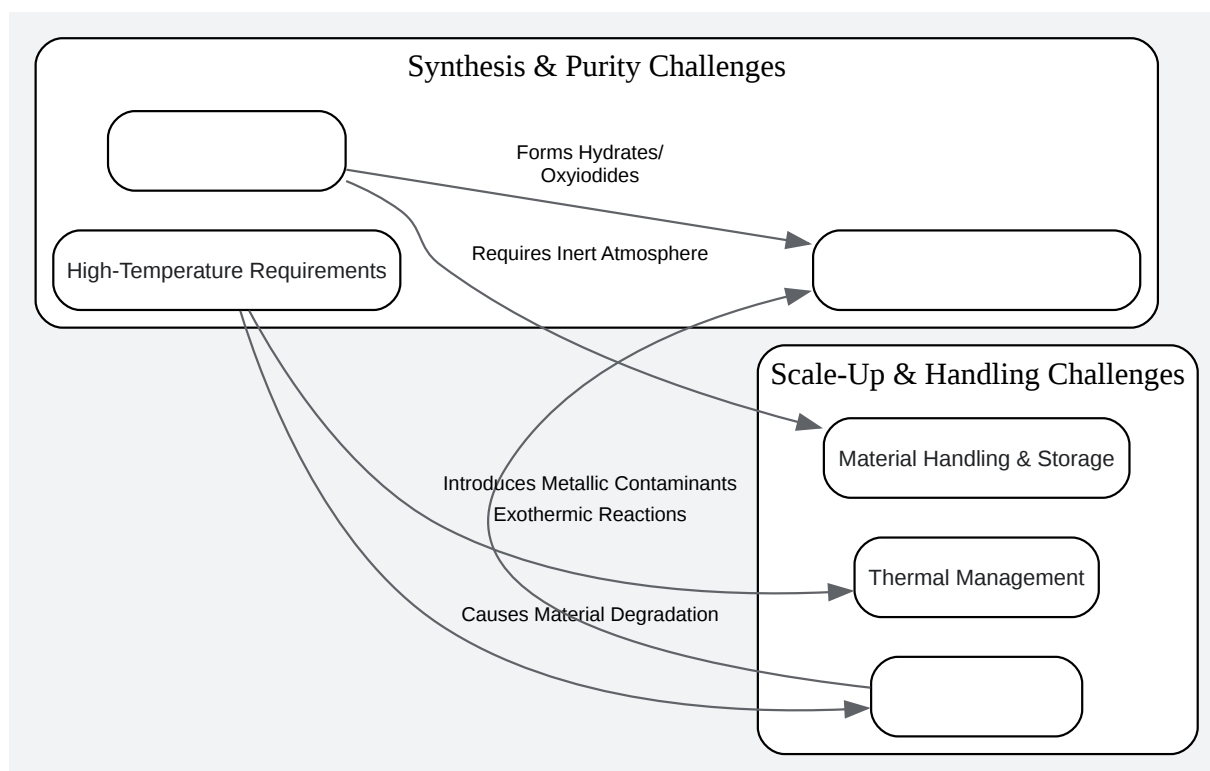 Synthesis & Purity Challenges
Forms Hydrates/
Oxyiodides
Requires Inert Atmosphere
High-Temperature Requirements
Scale-Up & Handling Challenges
Material Handling & Storage
Introduces Metallic Contaminants
Exothermic Reactions
Thermal Management
Causes Material Degradation